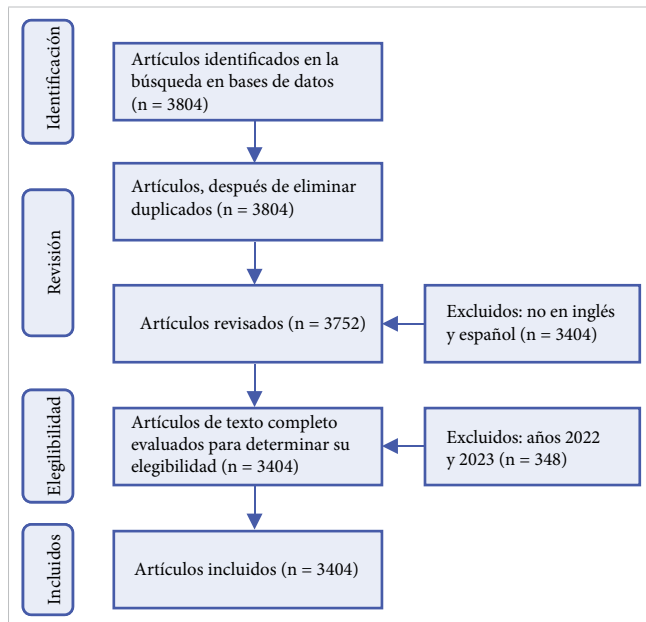 Identificación
Artículos identificados en la
búsqueda en bases de datos
(n = 3804)
Revisión
Artículos, después de eliminar
duplicados (n = 3804)
Artículos revisados (n = 3752)
Excluidos: no en inglés
y español (n = 3404)
Elegilibilidad
Artículos de texto completo
evaluados para determinar su
elegibilidad (n = 3404)
Excluidos: años 2022
y 2023 (n = 348)
Incluidos
Artículos incluidos (n = 3404)